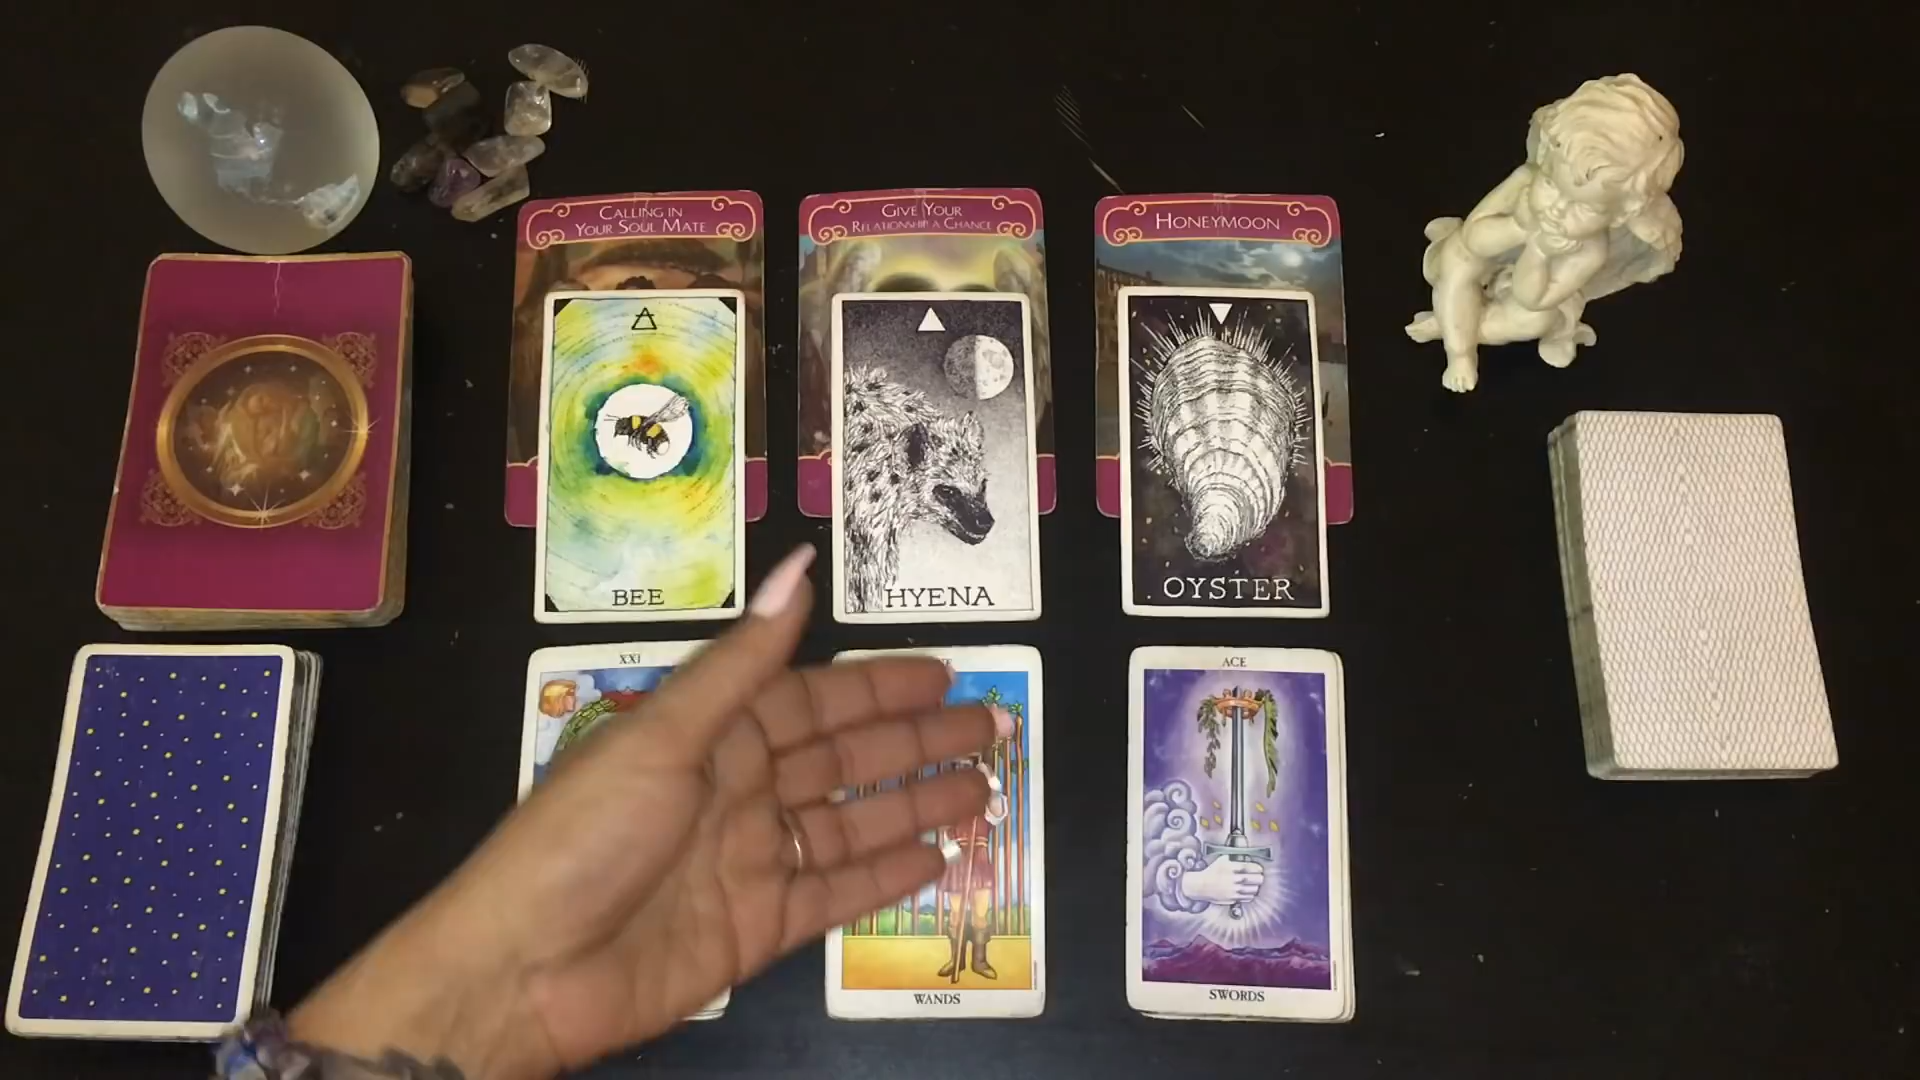 CALLING IN
YOUR SOUL MATE
GIVE YOUR
RELATIONSHIP A CHANCE
HONEYMOON
BEE
HYENA
OYSTER
XXI
ACE
WANDS
SWORDS